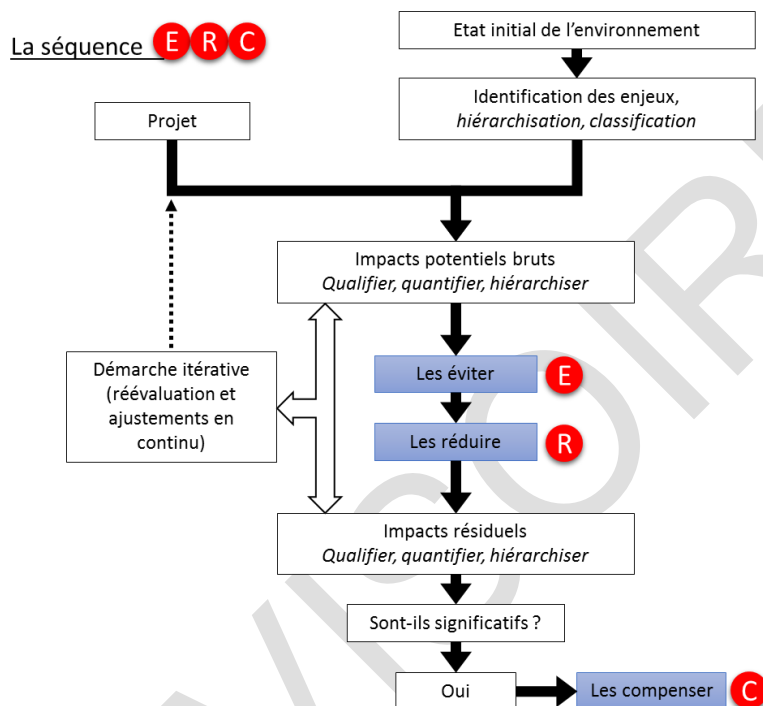 La séquence E R C
Etat initial de l'environnement
Identification des enjeux,
hiérarchisation, classification
Projet
Impacts potentiels bruts
Qualifier, quantifier, hiérarchiser
Démarche itérative
(réévaluation et
ajustements en
continu)
Les éviter E
Les réduire R
Impacts résiduels
Qualifier, quantifier, hiérarchiser
Sont-ils significatifs ?
Oui
Les compenser C